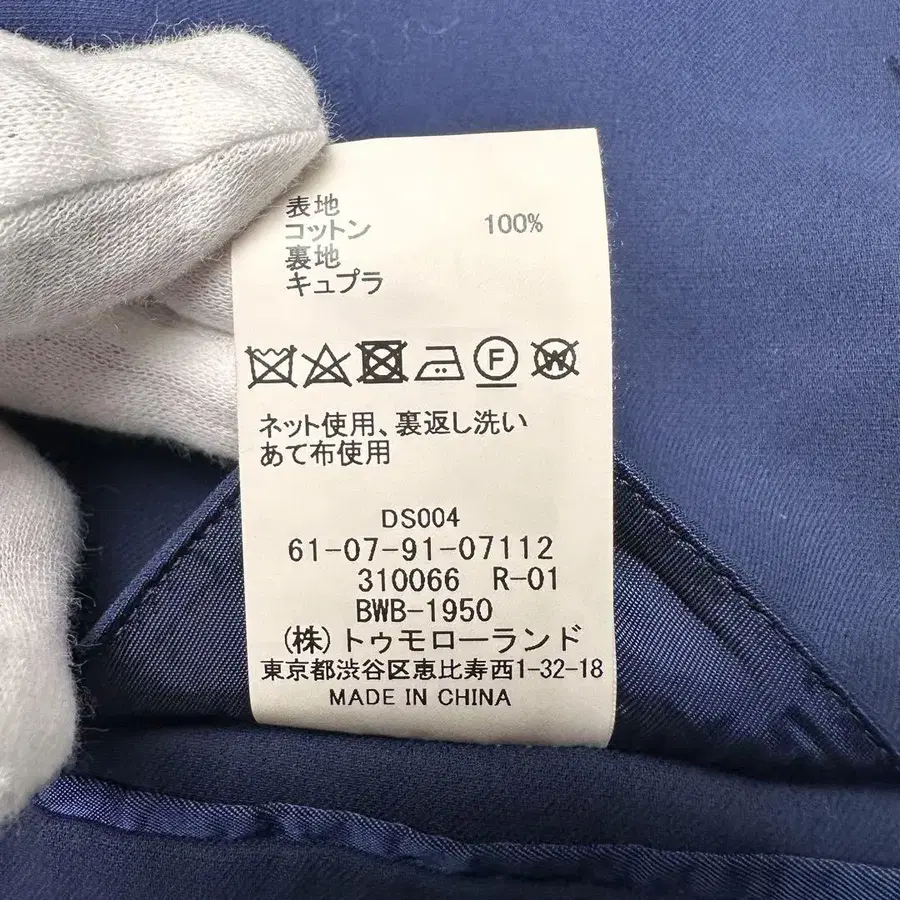 表地
コットン 100%
裏地
キュプラ
F
W
ネット使用、裏返し洗い
あて布使用
DS004
61-07-91-07112
310066 R-01
BWB-1950
(株)トゥモローランド
東京都渋谷区恵比寿西1-32-18
MADE IN CHINA